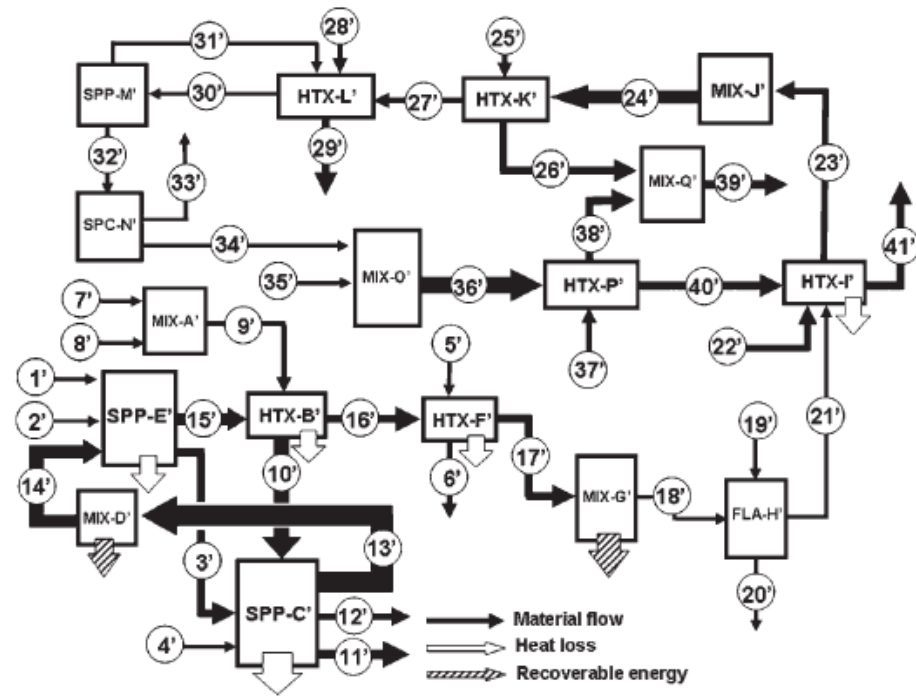 28'
25'
31'
SPP-M'
30'
HTX-L'
27'
HTX-K'
24'
MIX-J'
32'
29'
26'
23'
33'
MIX-Q'
39'
SPC-N'
38'
41'
34'
MIX-O'
35'
36'
HTX-P'
40'
HTX-I'
7'
MIX-A'
9'
8'
5'
37'
22'
1'
2'
SPP-E'
15'
HTX-B'
16'
HTX-F'
19'
21'
14'
10'
6'
17'
MIX-G'
18'
FLA-H'
MIX-D'
3'
13'
20'
SPP-C'
12'
4'
11'
Material flow
Heat loss
Recoverable energy